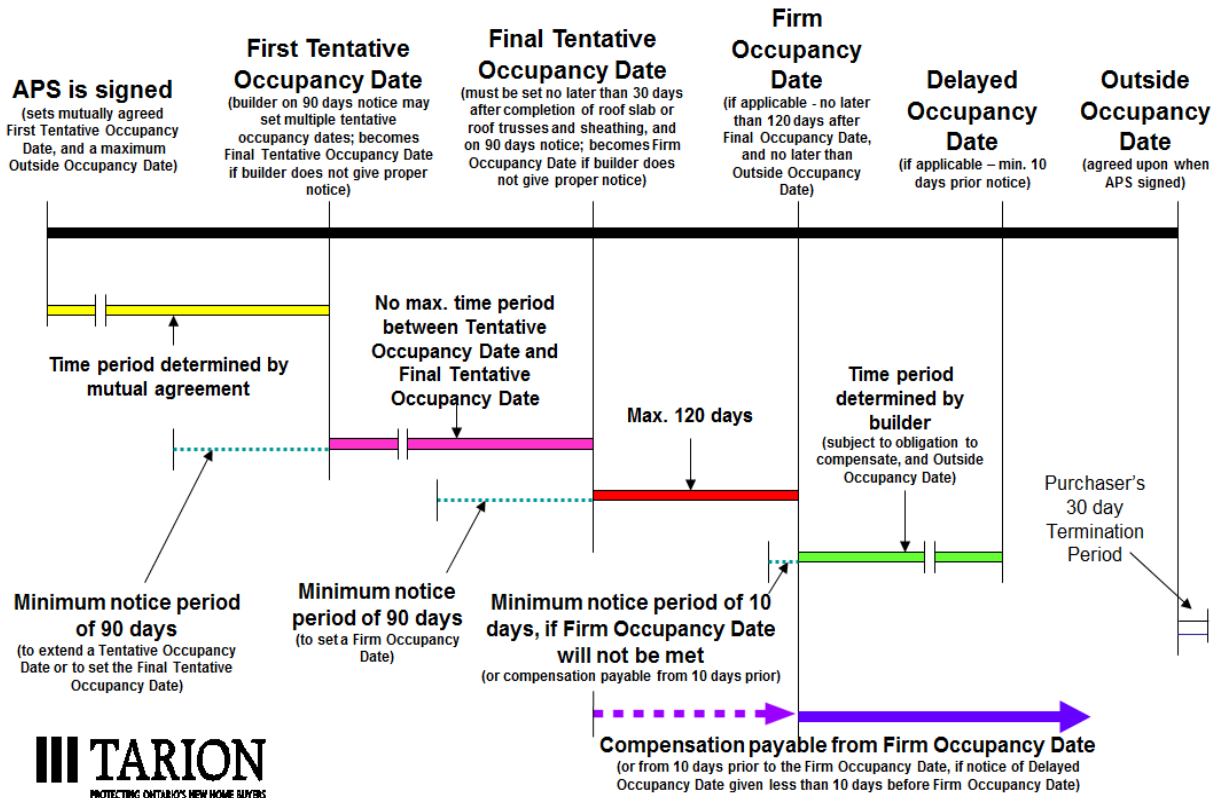 APS is signed
(sets mutually agreed
First Tentative Occupancy
Date, and a maximum
Outside Occupancy Date)
First Tentative
Occupancy Date
(builder on 90 days notice may
set multiple tentative
occupancy dates; becomes
Final Tentative Occupancy Date
if builder does not give proper
notice)
Final Tentative
Occupancy Date
(must be set no later than 30 days
after completion of roof slab or
roof trusses and sheathing, and
on 90 days notice; becomes Firm
Occupancy Date if builder does
not give proper notice)
Firm
Occupancy
Date
(if applicable - no later
than 120 days after
Final Occupancy Date,
and no later than
Outside Occupancy
Date)
Delayed
Occupancy
Date
(if applicable – min. 10
days prior notice)
Outside
Occupancy
Date
(agreed upon when
APS signed)
Time period determined by
mutual agreement
No max. time period
between Tentative
Occupancy Date and
Final Tentative
Occupancy Date
Max. 120 days
Time period
determined by
builder
(subject to obligation to
compensate, and Outside
Occupancy Date)
Purchaser's
30 day
Termination
Period
Minimum notice period
of 90 days
(to extend a Tentative Occupancy
Date or to set the Final Tentative
Occupancy Date)
Minimum notice
period of 90 days
(to set a Firm Occupancy
Date)
Minimum notice period of 10
days, if Firm Occupancy Date
will not be met
(or compensation payable from 10 days prior)
Compensation payable from Firm Occupancy Date
(or from 10 days prior to the Firm Occupancy Date, if notice of Delayed
Occupancy Date given less than 10 days before Firm Occupancy Date)
TARION
PROTECTING ONTARIO'S NEW HOME BUYERS